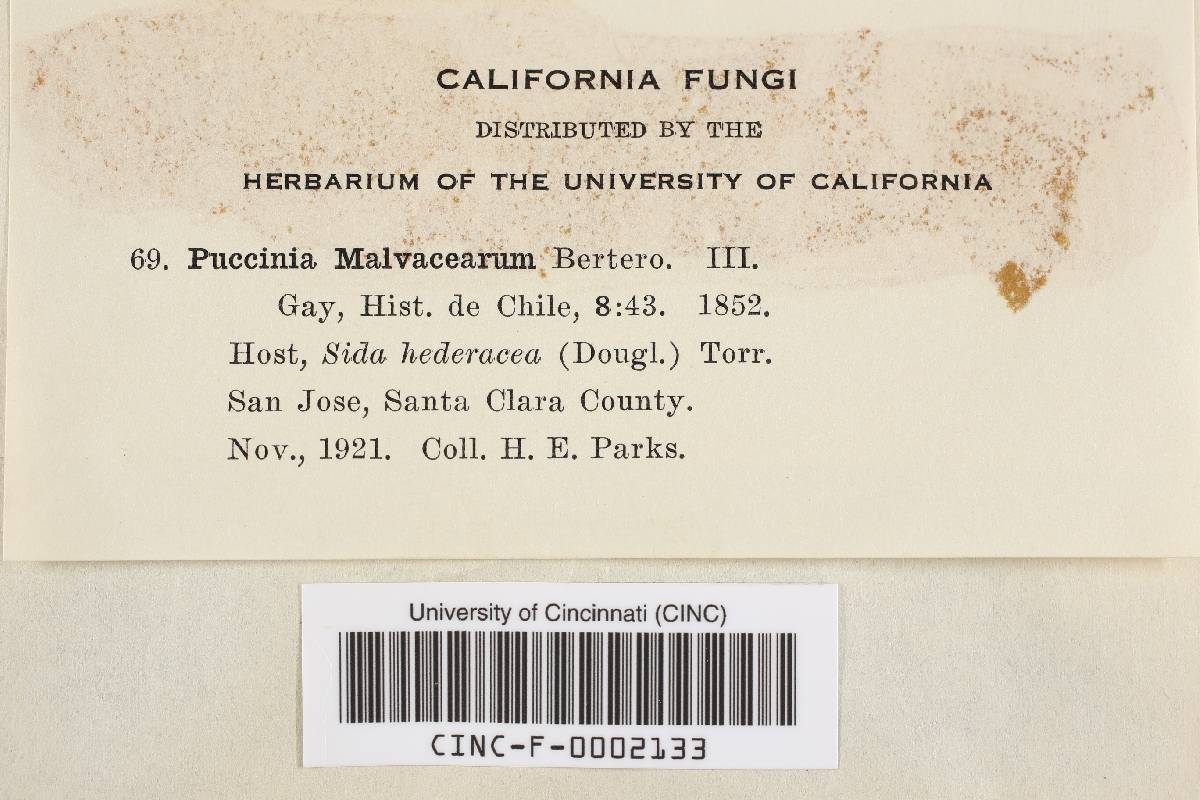 CALIFORNIA FUNGI
DISTRIBUTED BY THE
HERBARIUM OF THE UNIVERSITY OF CALIFORNIA
69. Puccinia Malvacearum Bertero. III.
Gay, Hist. de Chile, 8:43. 1852.
Host, Sida hederacea (Dougl.) Torr.
San Jose, Santa Clara County.
Nov., 1921. Coll. H. E. Parks.
University of Cincinnati (CINC)
CINC-F-0002133